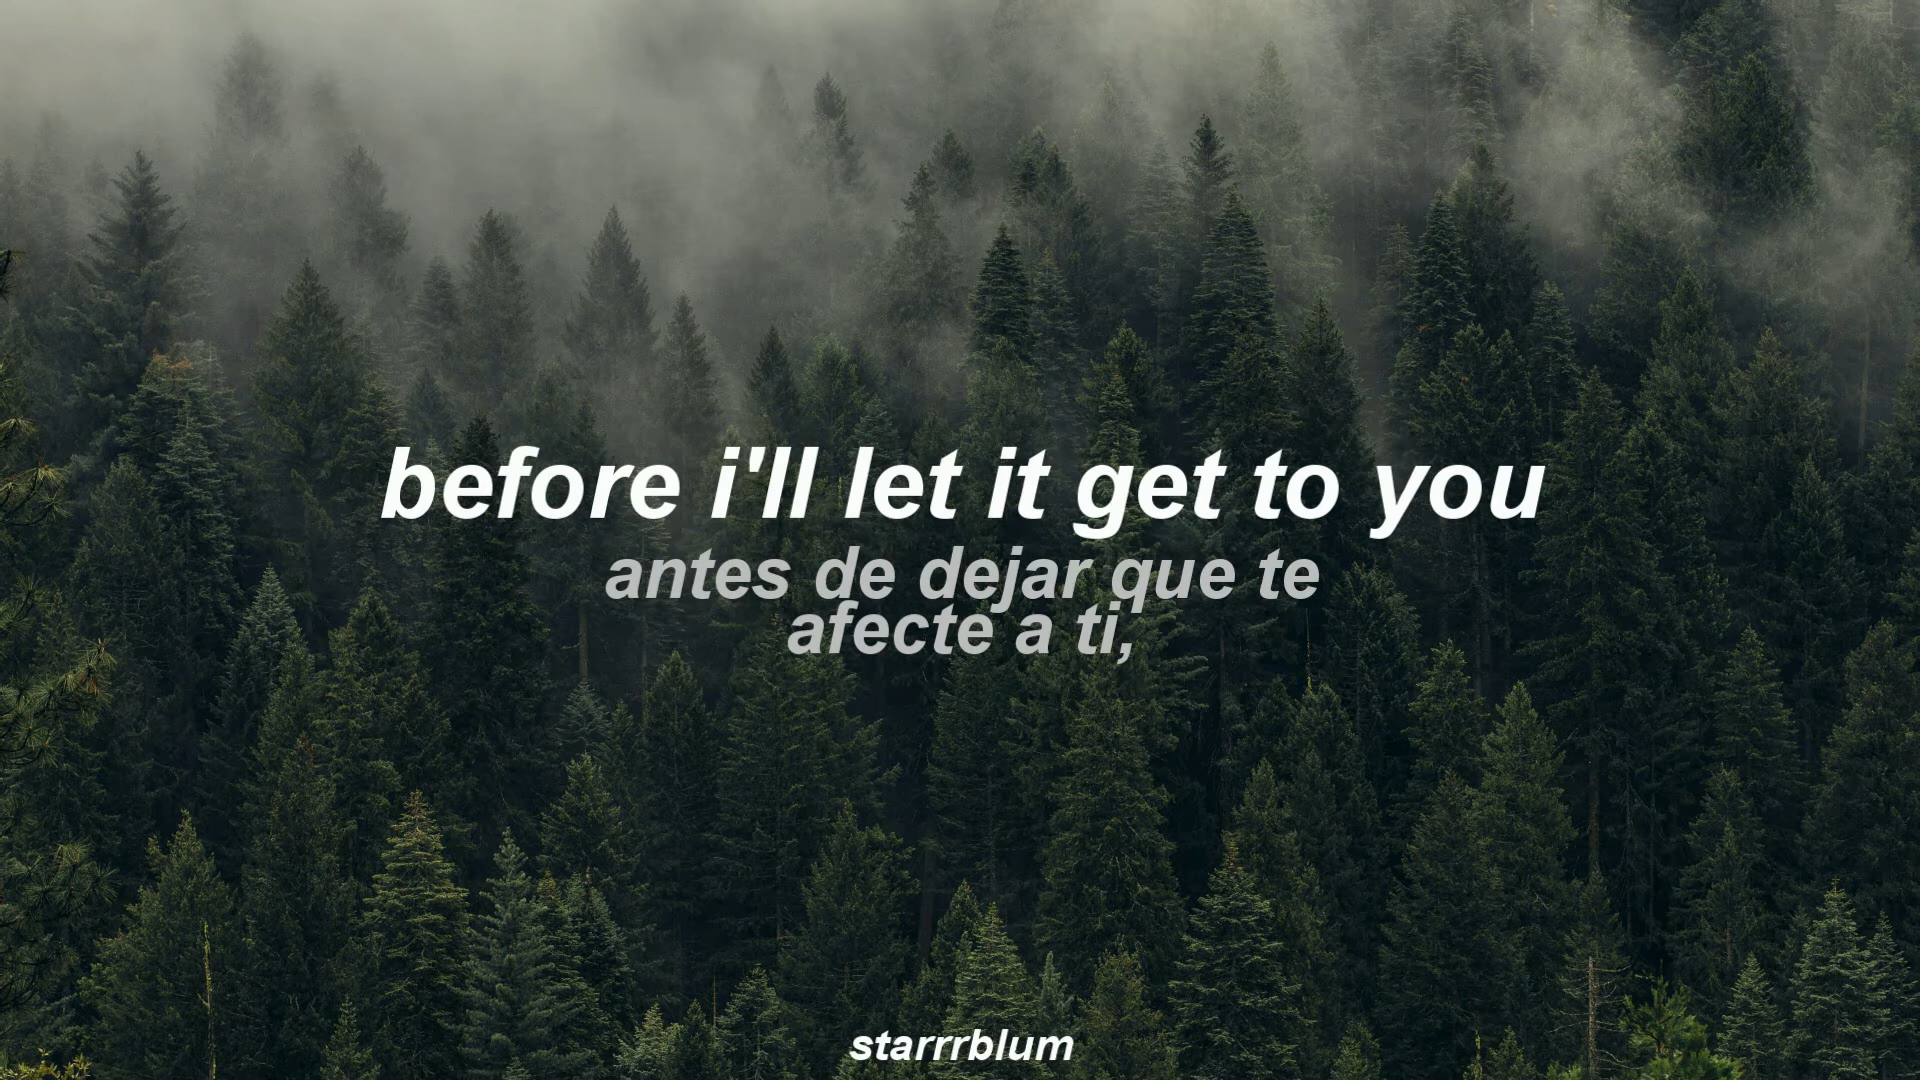 before i'll let it get to you
antes de dejar que te
afecte a ti,
starrrblum